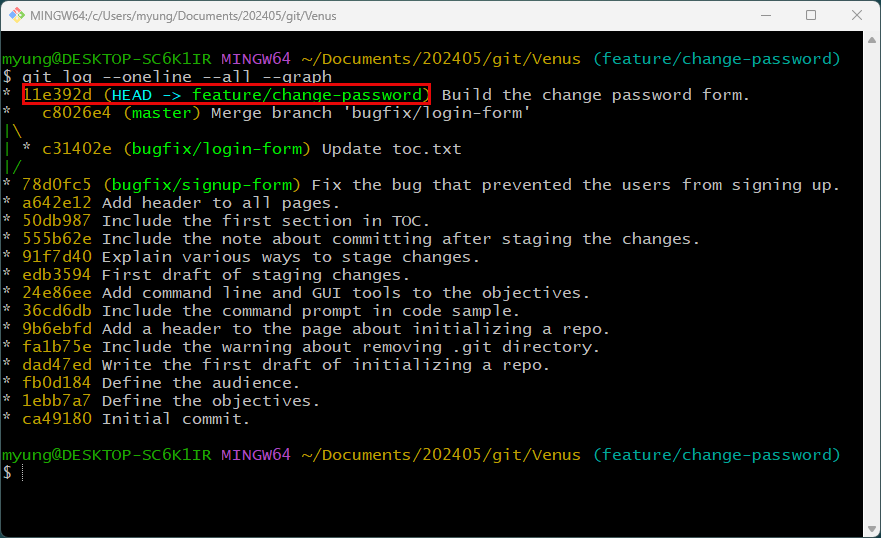 MINGW64:/c/Users/myung/Documents/202405/git/Venus
myung@DESKTOP-SC6K1IR MINGW64 ~/Documents/202405/git/Venus (feature/change-password)
$ git log --oneline --all --graph
* 11e392d (HEAD -> feature/change-password) Build the change password form.
*   c8026e4 (master) Merge branch 'bugfix/login-form'
|\
| * c31402e (bugfix/login-form) Update toc.txt
|/
* 78d0fc5 (bugfix/signup-form) Fix the bug that prevented the users from signing up.
* a642e12 Add header to all pages.
* 50db987 Include the first section in TOC.
* 555b62e Include the note about committing after staging the changes.
* 91f7d40 Explain various ways to stage changes.
* edb3594 First draft of staging changes.
* 24e86ee Add command line and GUI tools to the objectives.
* 36cd6db Include the command prompt in code sample.
* 9b6ebfd Add a header to the page about initializing a repo.
* fa1b75e Include the warning about removing .git directory.
* dad47ed Write the first draft of initializing a repo.
* fb0d184 Define the audience.
* 1ebb7a7 Define the objectives.
* ca49180 Initial commit.
myung@DESKTOP-SC6K1IR MINGW64 ~/Documents/202405/git/Venus (feature/change-password)
$